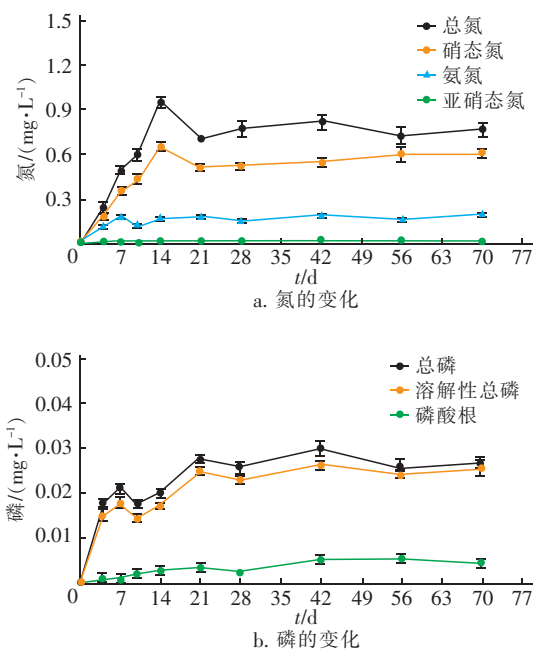 1.5
1.2
0.9
0.6
0.3
0
氮/(mg·L⁻¹)
总氮
硝态氮
氨氮
亚硝态氮
7 14 21 28 35 42 49 56 63 70 77
t/d
a. 氮的变化
0.05
0.04
0.03
0.02
0.01
0
磷/(mg·L⁻¹)
总磷
溶解性总磷
磷酸根
7 14 21 28 35 42 49 56 63 70 77
t/d
b. 磷的变化